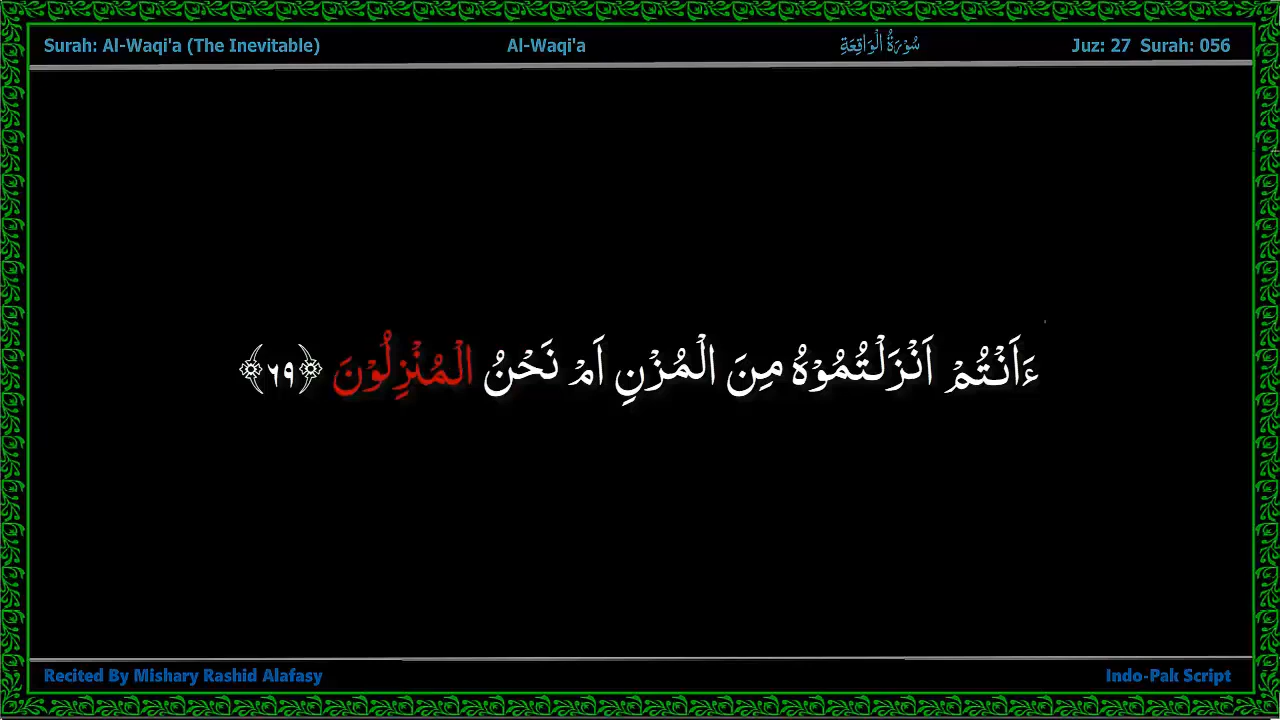 Surah: Al-Waqi'a (The Inevitable) Al-Waqi'a سُوْرَةُ الْوَاقِعَةِ Juz: 27 Surah: 056
ءَاَنْتُمْ اَنْزَلْتُمُوْهُ مِنَ الْمُزْنِ اَمْ نَحْنُ الْمُنْزِلُوْنَ ﴿٦٩﴾
Recited By Mishary Rashid Alafasy Indo-Pak Script